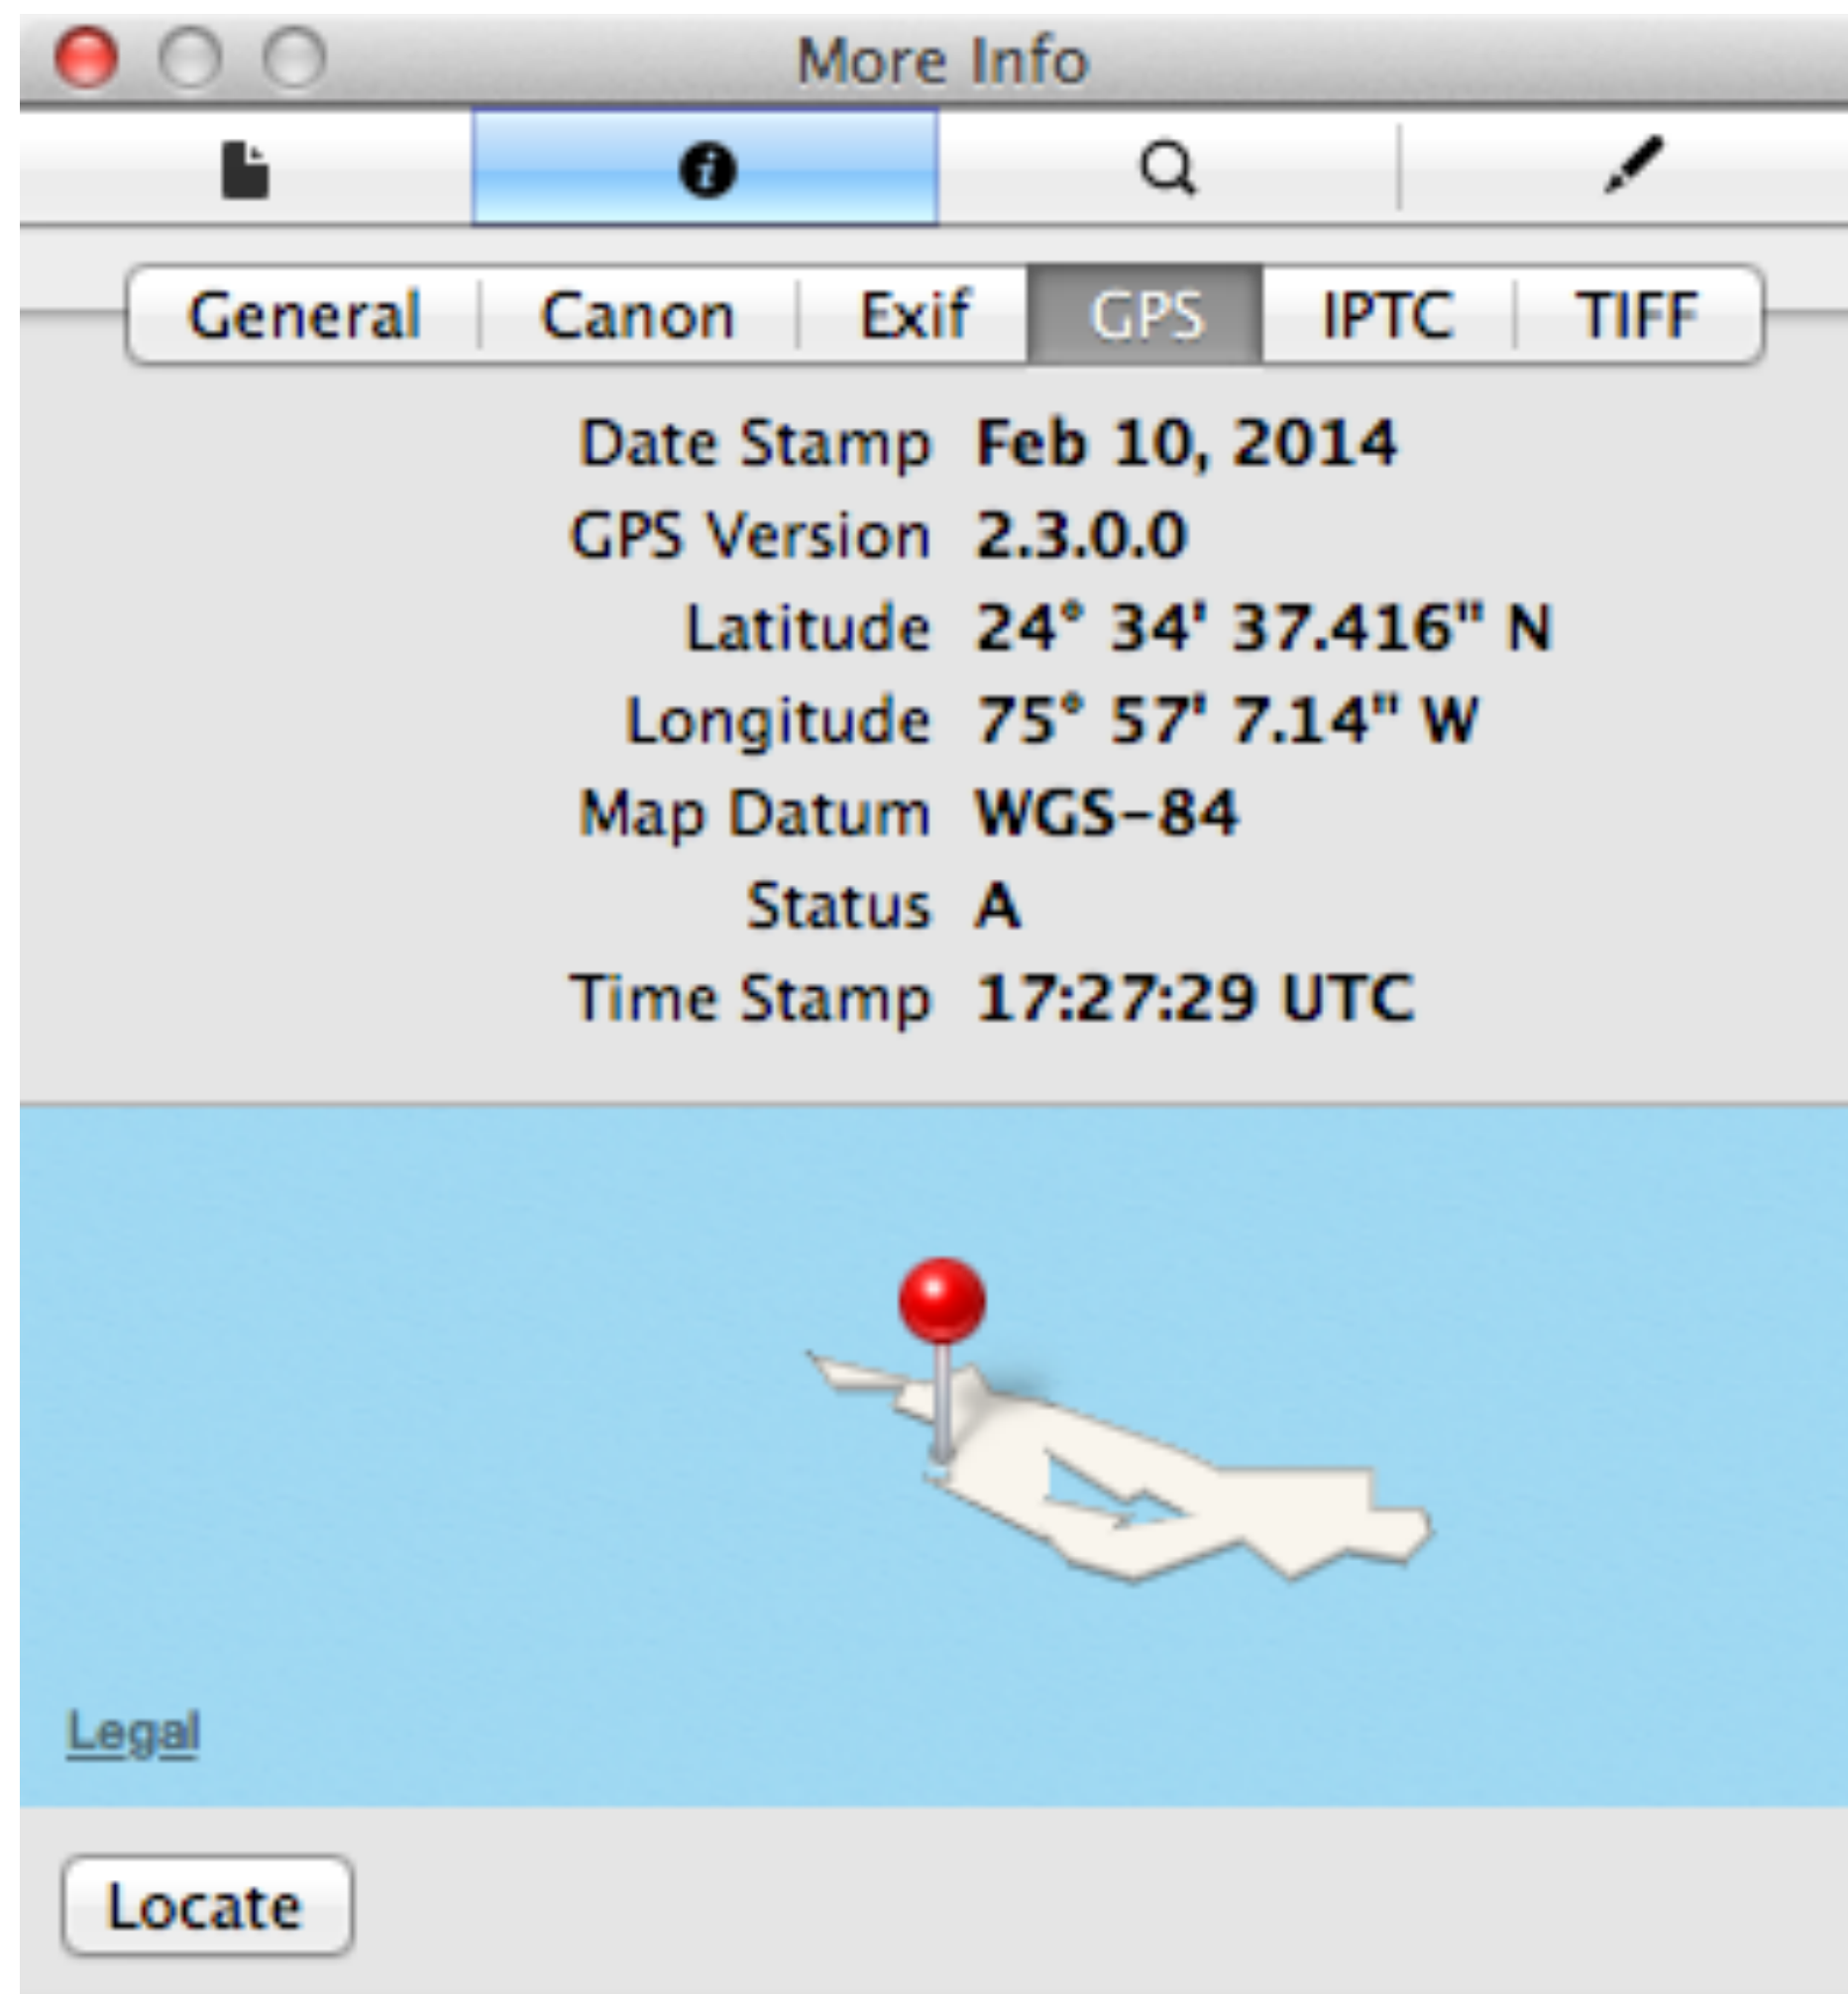 More Info
General Canon Exif GPS IPTC TIFF
Date Stamp Feb 10, 2014
GPS Version 2.3.0.0
Latitude 24° 34' 37.416" N
Longitude 75° 57' 7.14" W
Map Datum WGS-84
Status A
Time Stamp 17:27:29 UTC
Legal
Locate